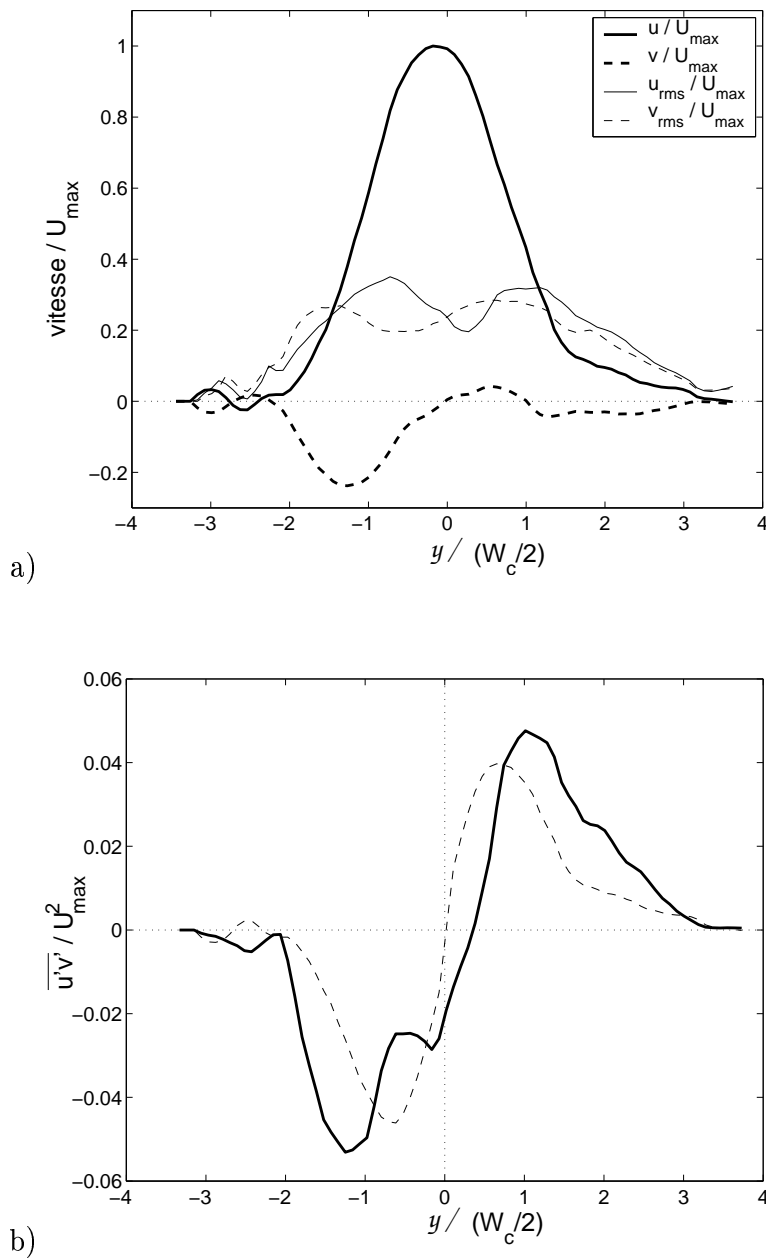 1
0.8
0.6
0.4
0.2
0
−0.2
vitesse / U_max
u / U_max
v / U_max
u_rms / U_max
v_rms / U_max
−4 −3 −2 −1 0 1 2 3 4
y / (W_c/2)
a)
0.06
0.04
0.02
0
−0.02
−0.04
−0.06
u'v' / U²_max
−4 −3 −2 −1 0 1 2 3 4
y / (W_c/2)
b)